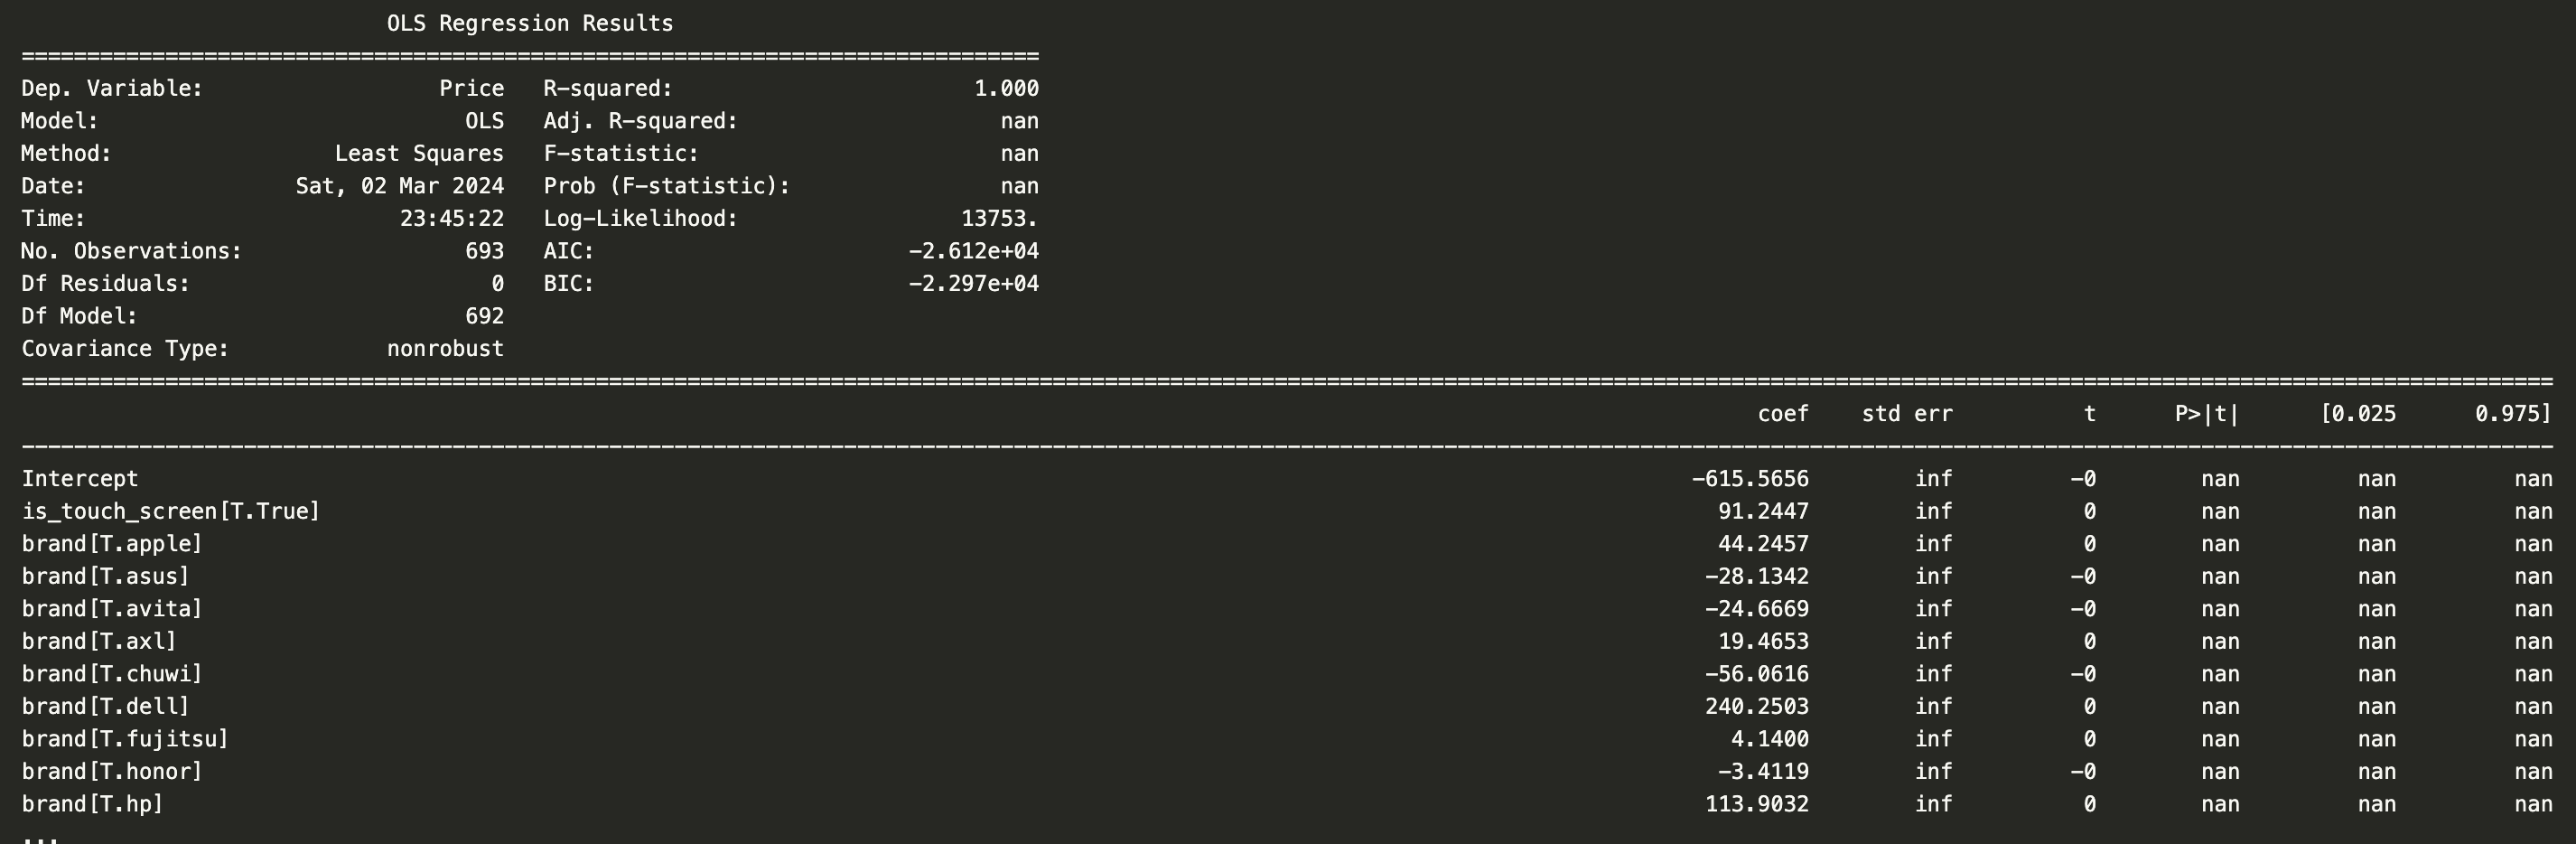 OLS Regression Results
==============================================================================
Dep. Variable: Price R-squared: 1.000
Model: OLS Adj. R-squared: nan
Method: Least Squares F-statistic: nan
Date: Sat, 02 Mar 2024 Prob (F-statistic): nan
Time: 23:45:22 Log-Likelihood: 13753.
No. Observations: 693 AIC: -2.612e+04
Df Residuals: 0 BIC: -2.297e+04
Df Model: 692
Covariance Type: nonrobust
==============================================================================
coef std err t P>|t| [0.025 0.975]
------------------------------------------------------------------------------
Intercept -615.5656 inf -0 nan nan nan
is_touch_screen[T.True] 91.2447 inf 0 nan nan nan
brand[T.apple] 44.2457 inf 0 nan nan nan
brand[T.asus] -28.1342 inf -0 nan nan nan
brand[T.avita] -24.6669 inf -0 nan nan nan
brand[T.axl] 19.4653 inf 0 nan nan nan
brand[T.chuwi] -56.0616 inf -0 nan nan nan
brand[T.dell] 240.2503 inf 0 nan nan nan
brand[T.fujitsu] 4.1400 inf 0 nan nan nan
brand[T.honor] -3.4119 inf -0 nan nan nan
brand[T.hp] 113.9032 inf 0 nan nan nan